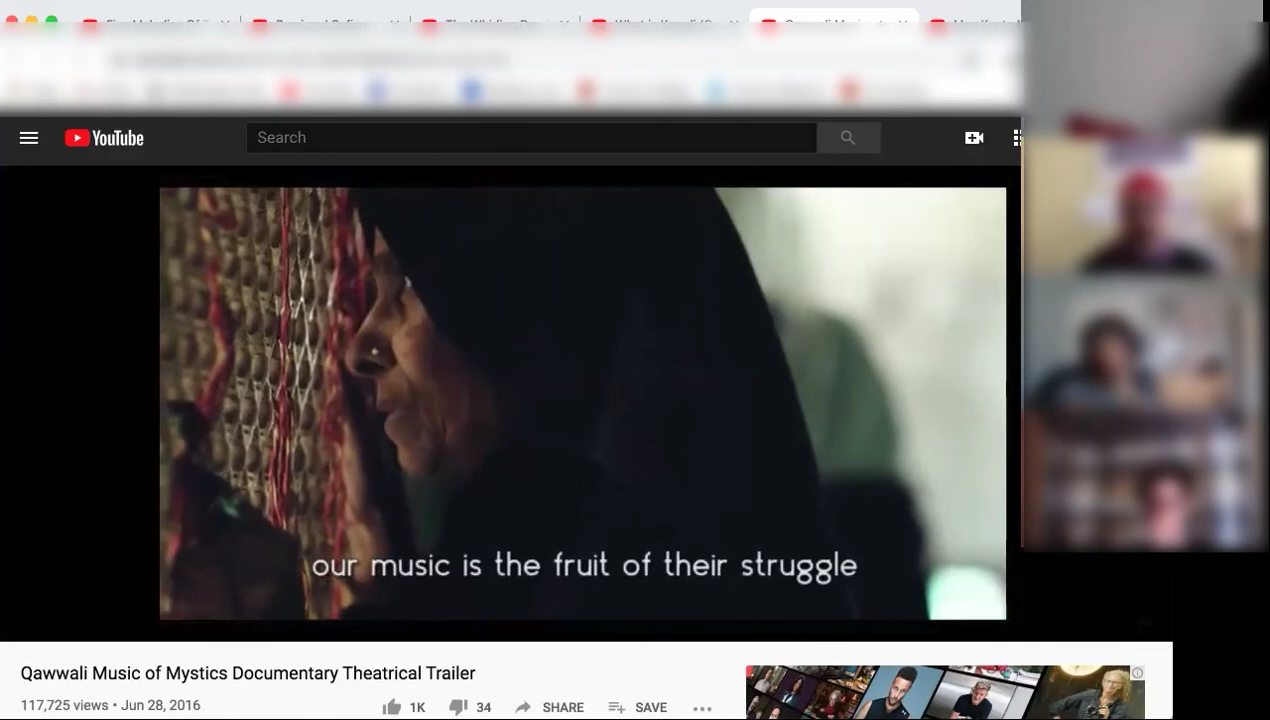 YouTube
Search
our music is the fruit of their struggle
Qawwali Music of Mystics Documentary Theatrical Trailer
117,725 views • Jun 28, 2016
1K
34
SHARE
SAVE